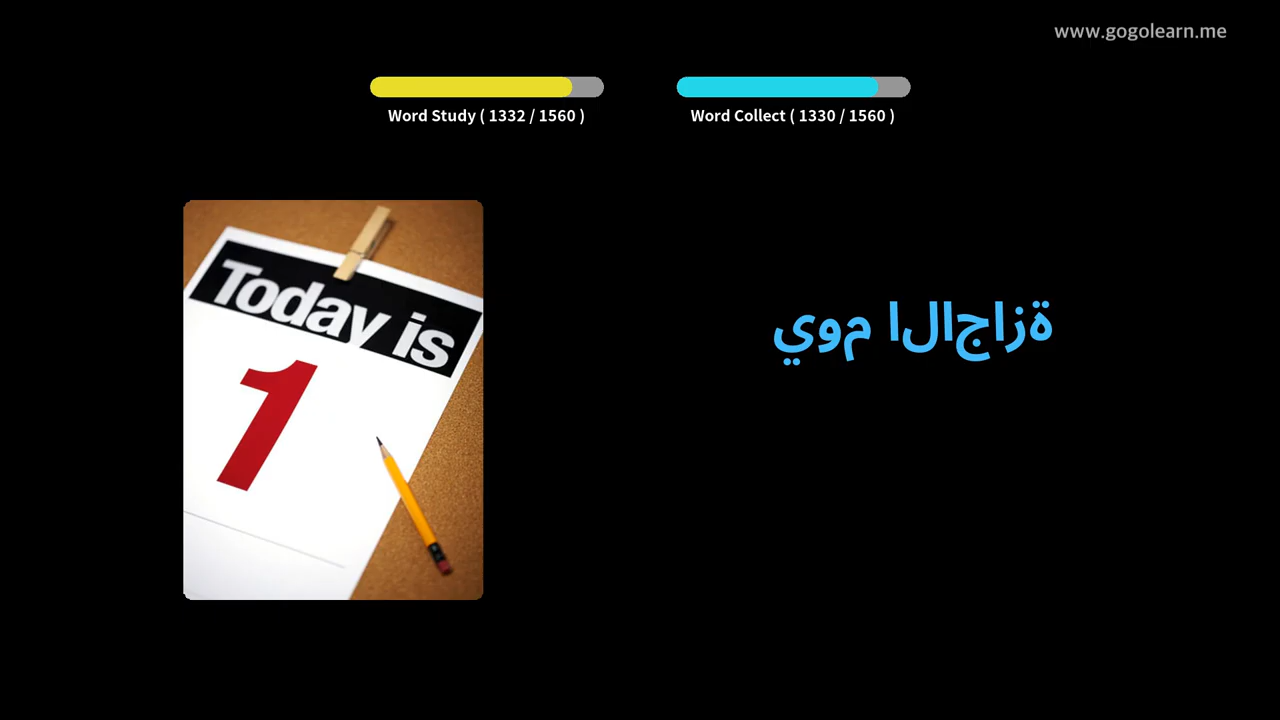 www.gogolearn.me
Word Study ( 1332 / 1560 )
Word Collect ( 1330 / 1560 )
Today is
1
يوم الاجازة